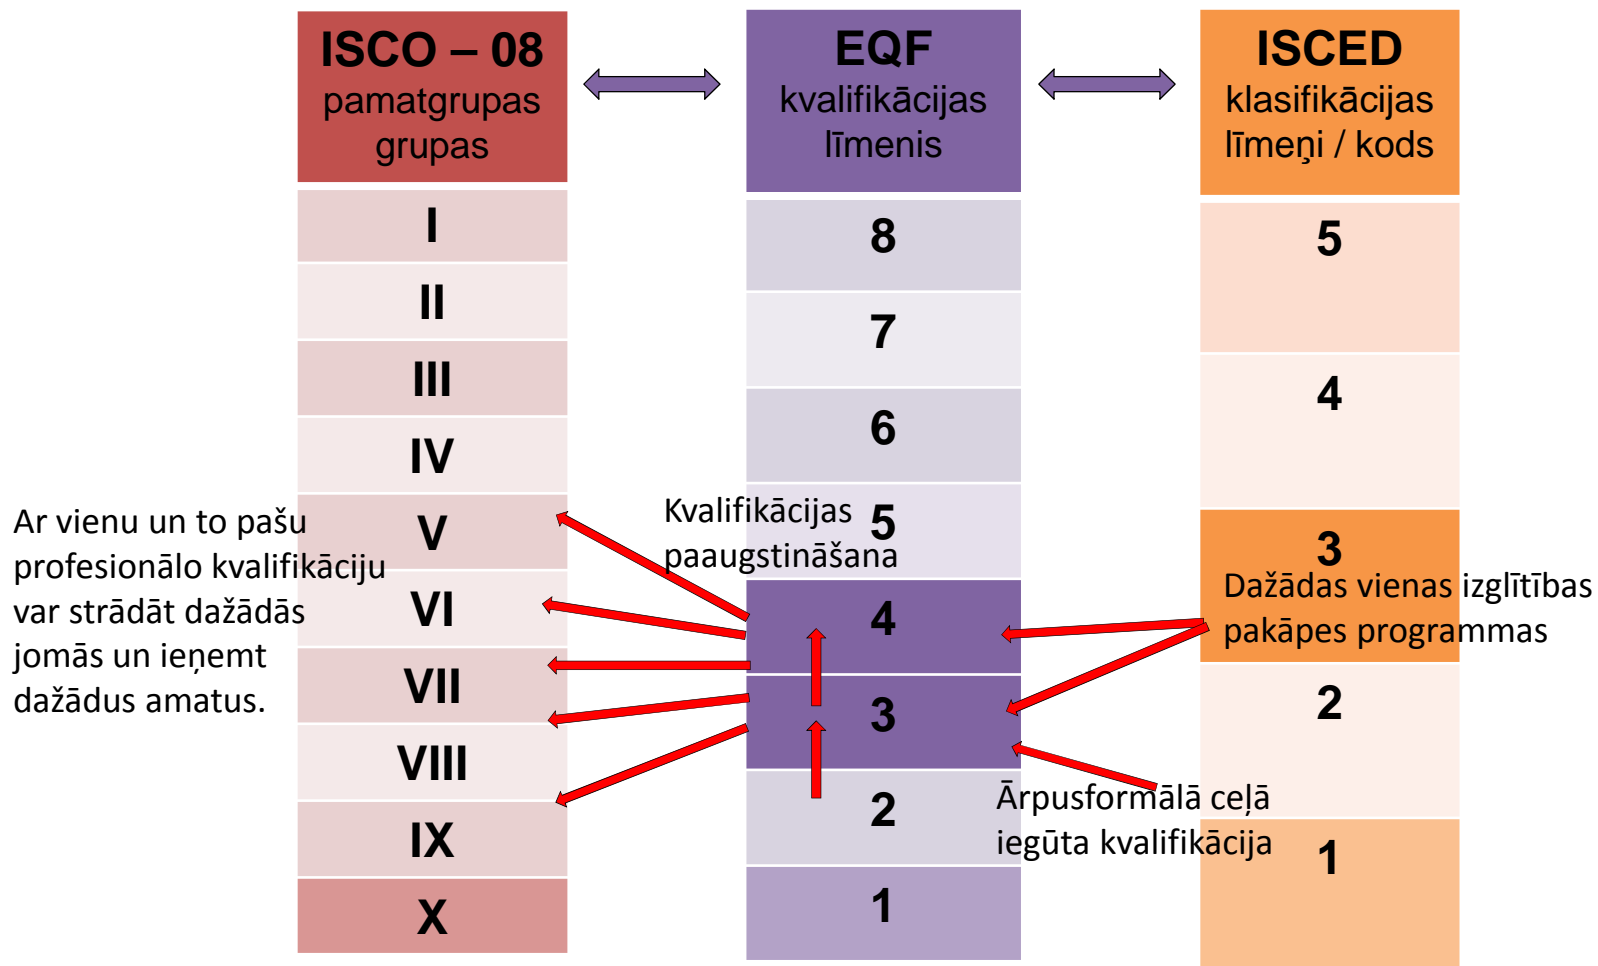 ISCO – 08
pamatgrupas
grupas
I
II
III
IV
V
VI
VII
VIII
IX
X
Ar vienu un to pašu
profesionālo kvalifikāciju
var strādāt dažādās
jomās un ieņemt
dažādus amatus.
EQF
kvalifikācijas
līmenis
8
7
6
5
4
3
2
1
Kvalifikācijas
paaugstināšana
ISCED
klasifikācijas
līmeņi / kods
5
4
3
2
1
Dažādas vienas izglītības
pakāpes programmas
Ārpusformālā ceļā
iegūta kvalifikācija